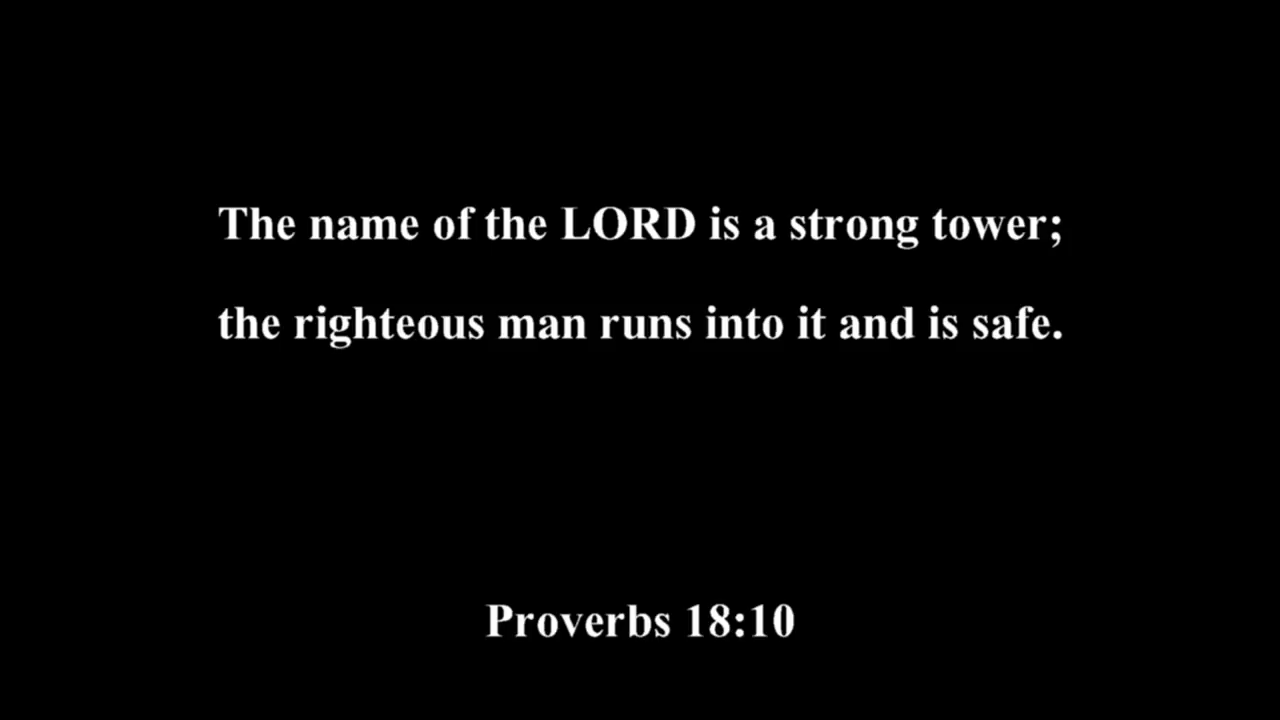 The name of the LORD is a strong tower;
the righteous man runs into it and is safe.
Proverbs 18:10